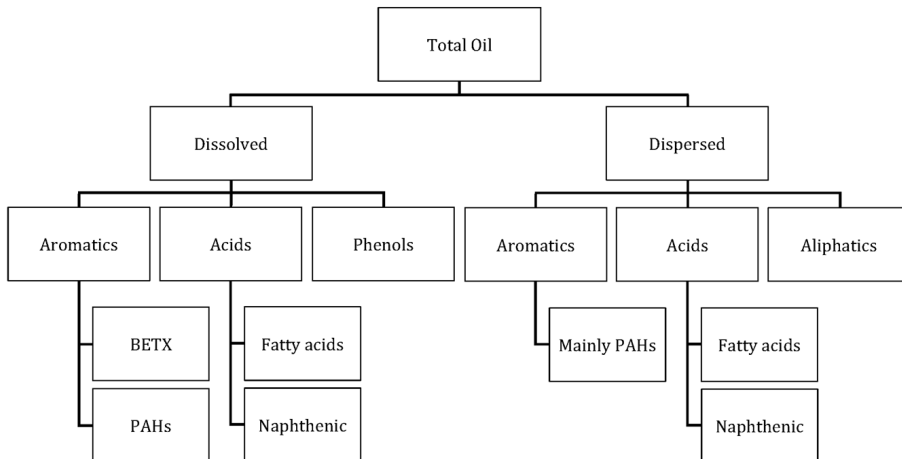 Total Oil
Dissolved
Dispersed
Aromatics
Acids
Phenols
Aromatics
Acids
Aliphatics
BETX
Fatty acids
Mainly PAHs
Fatty acids
PAHs
Naphthenic
Naphthenic